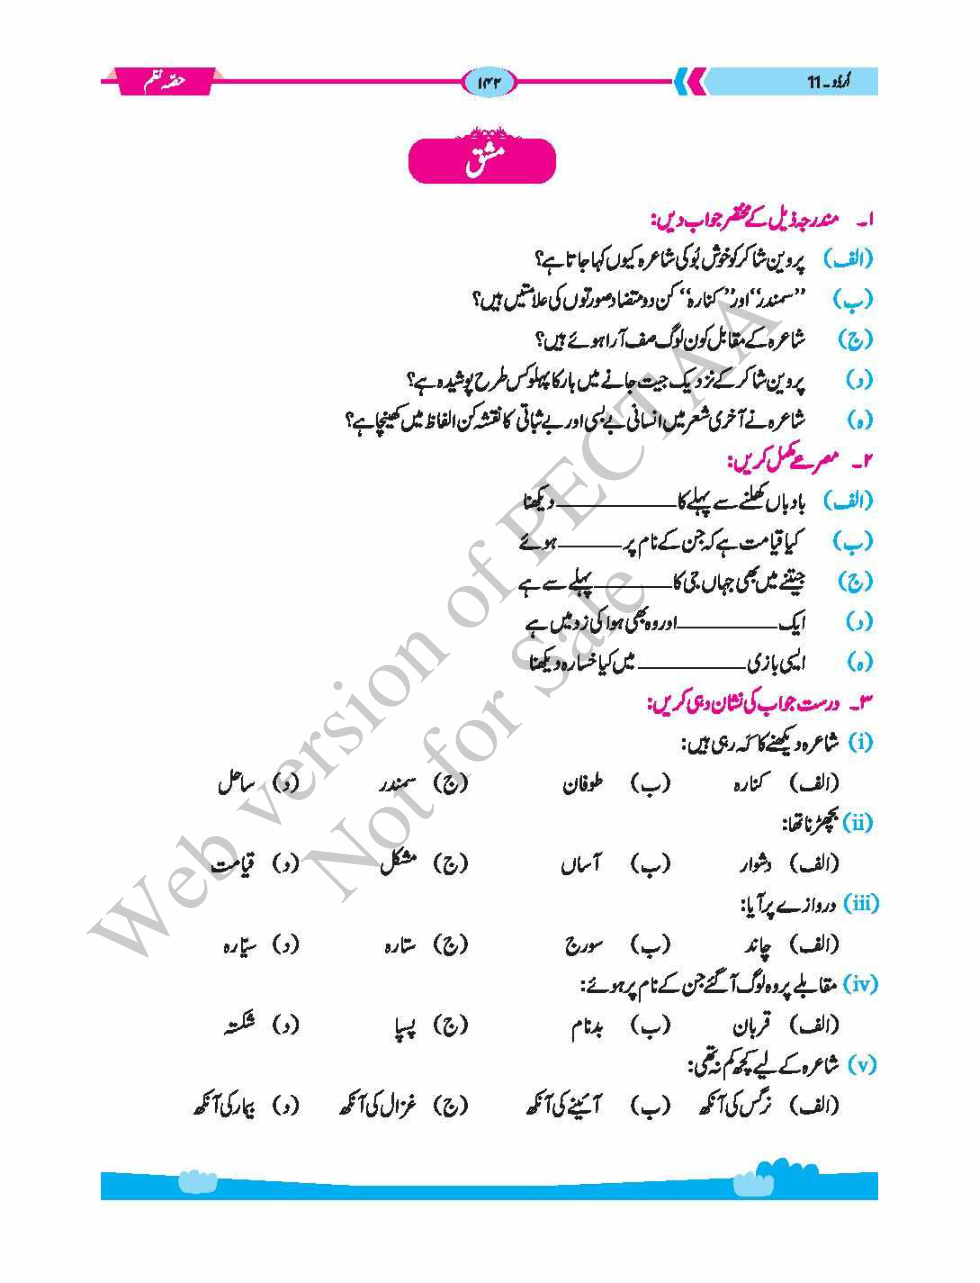 اُردُو ۔ 11
۱۴۲
حصّہ نظم
مشق
۱۔ مندرجہ ذیل کے مختصر جواب دیں:
(الف) پروین شاکر کو خوش بُو کی شاعرہ کیوں کہا جاتا ہے؟
(ب) ’’سمندر‘‘ اور ’’کنارہ‘‘ کن دو متضاد صورتوں کی علامتیں ہیں؟
(ج) شاعرہ کے مقابل کون لوگ صف آرا ہوئے ہیں؟
(د) پروین شاکر کے نزدیک جیت جانے میں ہار کا پہلو کس طرح پوشیدہ ہے؟
(ہ) شاعرہ نے آخری شعر میں انسانی بے بسی اور بے ثباتی کا نقشہ کن الفاظ میں کھینچا ہے؟
۲۔ مصرعے مکمل کریں:
(الف) بادباں کھلنے سے پہلے کا __________ دیکھنا
(ب) کیا قیامت ہے کہ جن کے نام پر ______ ہوئے
(ج) جیتنے میں بھی جہاں جی کا ________ پہلے سے ہے
(د) ایک __________ اور وہ بھی ہوا کی زد میں ہے
(ہ) ایسی بازی __________ میں کیا خسارہ دیکھنا
۳۔ درست جواب کی نشان دہی کریں:
(i) شاعرہ دیکھنے کا کہ رہی ہیں:
(الف) کنارہ (ب) طوفان (ج) سمندر (د) ساحل
(ii) بچھڑنا تھا:
(الف) دشوار (ب) آساں (ج) مشکل (د) قیامت
(iii) دروازے پر آیا:
(الف) چاند (ب) سورج (ج) ستارہ (د) سیّارہ
(iv) مقابلے پر وہ لوگ آ گئے جن کے نام پر ہوئے:
(الف) قربان (ب) بدنام (ج) پسپا (د) شکستہ
(v) شاعرہ کے لیے کچھ کم نہ تھی:
(الف) نرگس کی آنکھ (ب) آئینے کی آنکھ (ج) غزال کی آنکھ (د) بیمار کی آنکھ
Web version of PECTAA
Not for Sale